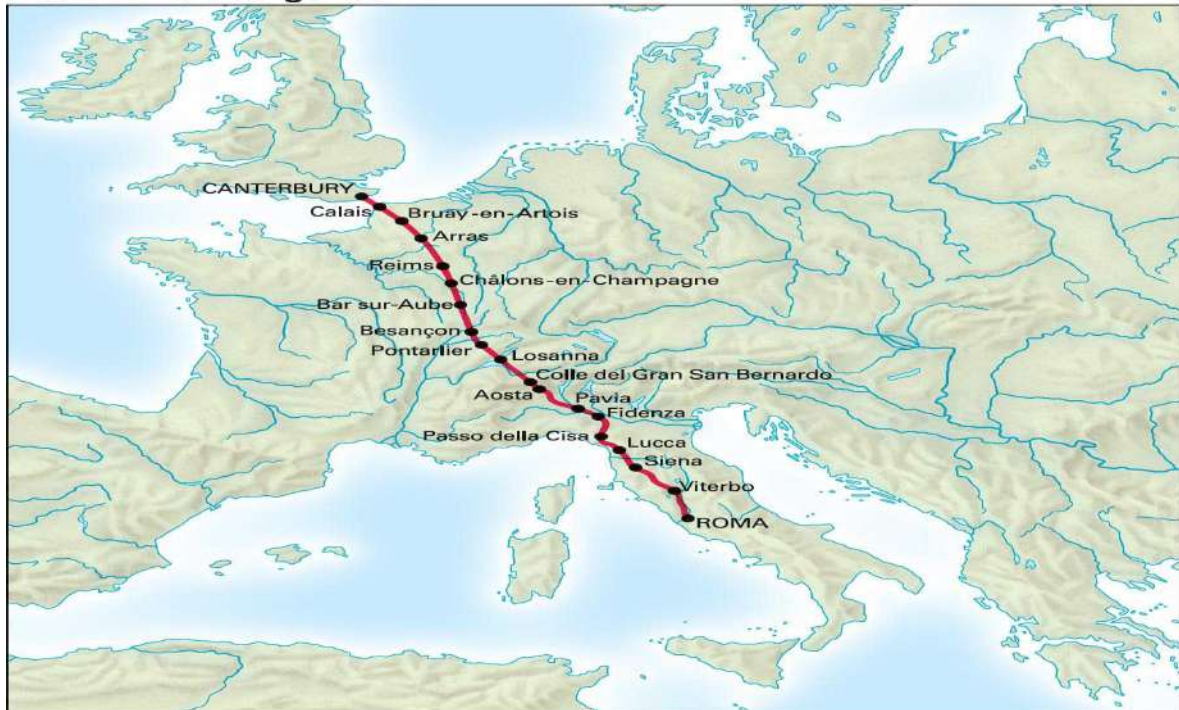 CANTERBURY
Calais
Bruay-en-Artois
Arras
Reims
Châlons-en-Champagne
Bar sur-Aube
Besançon
Pontarlier
Losanna
Colle del Gran San Bernardo
Aosta
Pavia
Fidenza
Passo della Cisa
Lucca
Siena
Viterbo
ROMA